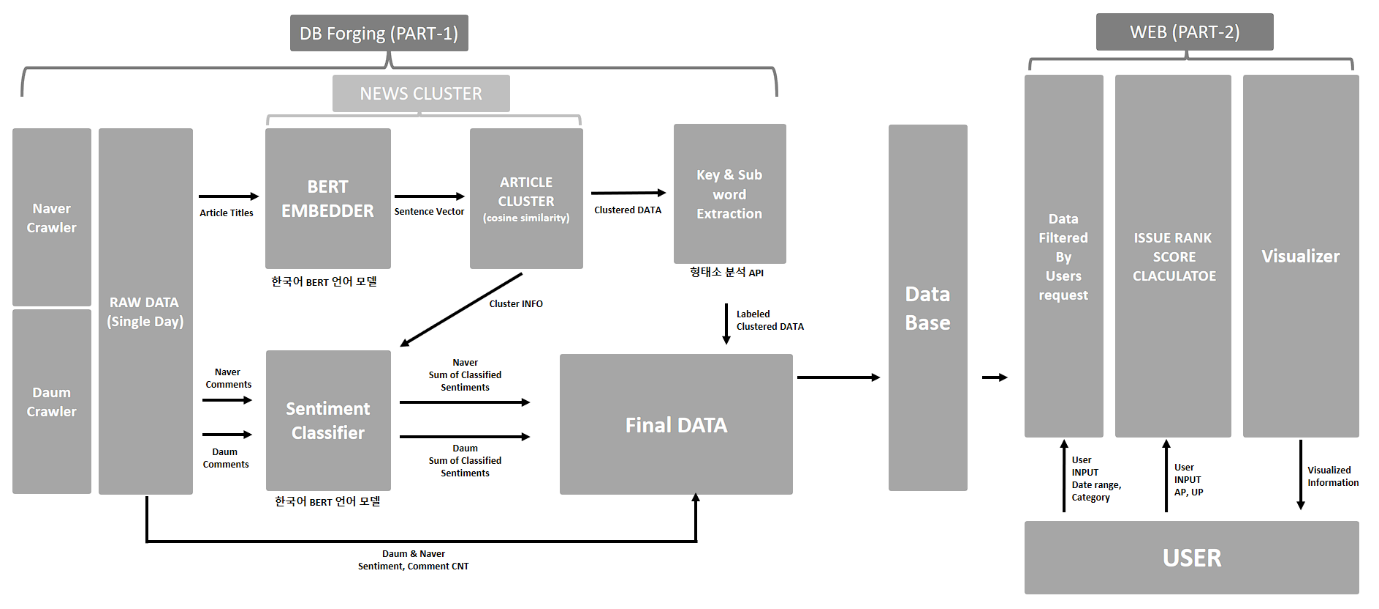 DB Forging (PART-1)
WEB (PART-2)
NEWS CLUSTER
Naver
Crawler
Daum
Crawler
RAW DATA
(Single Day)
Article Titles
BERT
EMBEDDER
한국어 BERT 언어 모델
Sentence Vector
ARTICLE
CLUSTER
(cosine similarity)
Clustered DATA
Key & Sub
word
Extraction
형태소 분석 API
Cluster INFO
Labeled
Clustered DATA
Naver
Comments
Daum
Comments
Sentiment
Classifier
한국어 BERT 언어 모델
Naver
Sum of Classified
Sentiments
Daum
Sum of Classified
Sentiments
Final DATA
Daum & Naver
Sentiment, Comment CNT
Data
Base
Data
Filtered
By
Users
request
ISSUE RANK
SCORE
CLACULATOE
Visualizer
User
INPUT
Date range,
Category
User
INPUT
AP, UP
Visualized
Information
USER